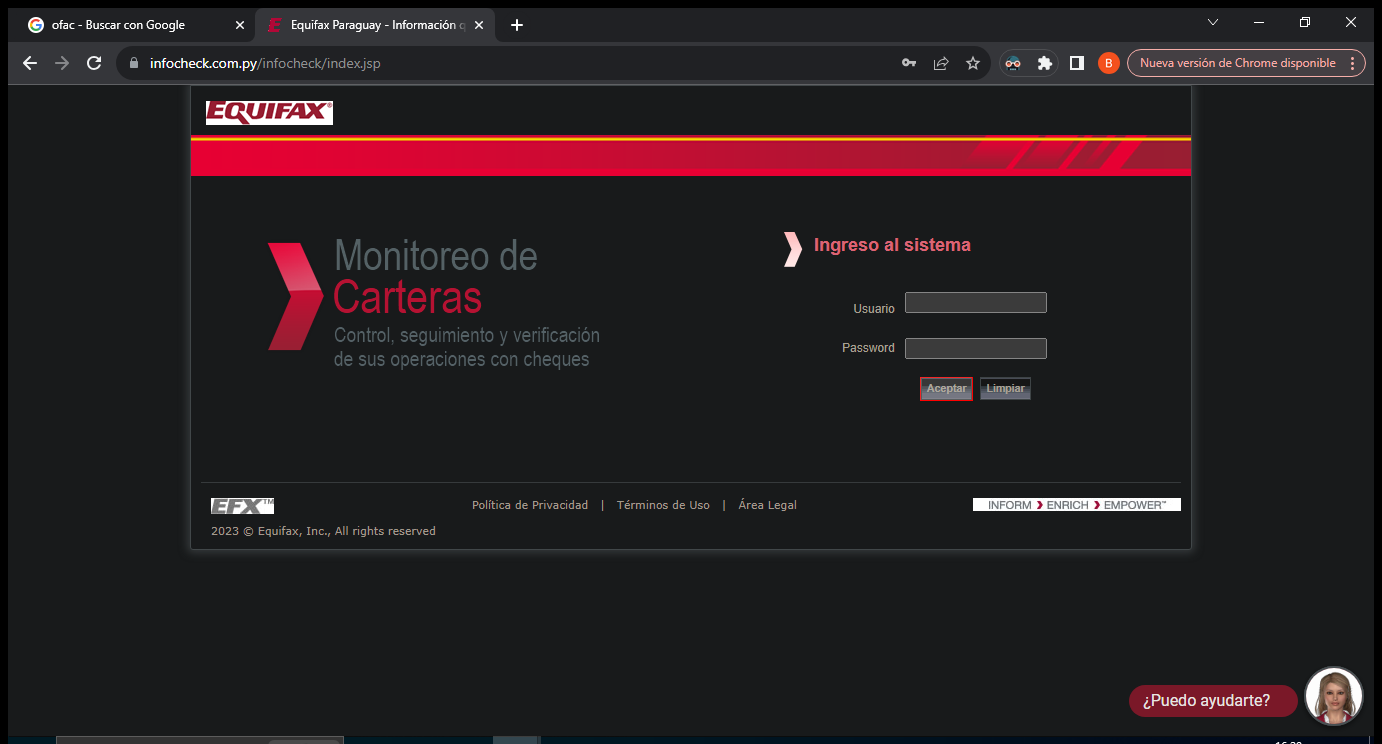 ofac - Buscar con Google
Equifax Paraguay - Información
infocheck.com.py/infocheck/index.jsp
B
Nueva versión de Chrome disponible
EQUIFAX®
Monitoreo de
Carteras
Control, seguimiento y verificación
de sus operaciones con cheques
Ingreso al sistema
Usuario
Password
Aceptar Limpiar
EFX™
Política de Privacidad | Términos de Uso | Área Legal
INFORM ENRICH EMPOWER™
2023 © Equifax, Inc., All rights reserved
¿Puedo ayudarte?